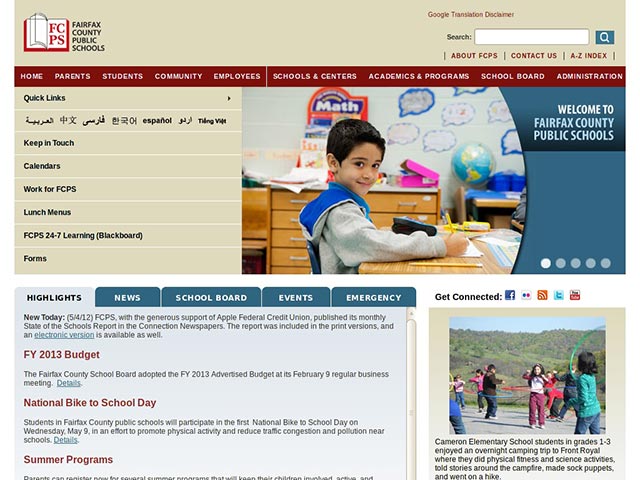 Google Translation Disclaimer
FC
PS
FAIRFAX
COUNTY
PUBLIC
SCHOOLS
Search:
ABOUT FCPS | CONTACT US | A-Z INDEX
HOME PARENTS STUDENTS COMMUNITY EMPLOYEES SCHOOLS & CENTERS ACADEMICS & PROGRAMS SCHOOL BOARD ADMINISTRATION
Quick Links
العربية 中文 فارسی 한국어 español اردو Tiếng Việt
Keep in Touch
Calendars
Work for FCPS
Lunch Menus
FCPS 24-7 Learning (Blackboard)
Forms
Math
WELCOME TO
FAIRFAX COUNTY
PUBLIC SCHOOLS
HIGHLIGHTS NEWS SCHOOL BOARD EVENTS EMERGENCY
New Today: (5/4/12) FCPS, with the generous support of Apple Federal Credit Union, published its monthly
State of the Schools Report in the Connection Newspapers. The report was included in the print versions, and
an electronic version is available as well.
FY 2013 Budget
The Fairfax County School Board adopted the FY 2013 Advertised Budget at its February 9 regular business
meeting. Details.
National Bike to School Day
Students in Fairfax County public schools will participate in the first National Bike to School Day on
Wednesday, May 9, in an effort to promote physical activity and reduce traffic congestion and pollution near
schools. Details.
Summer Programs
Parents can register now for several summer programs that will keep their children involved, active, and
Get Connected:
Cameron Elementary School students in grades 1-3
enjoyed an overnight camping trip to Front Royal
where they did physical fitness and science activities,
told stories around the campfire, made sock puppets,
and went on a hike.